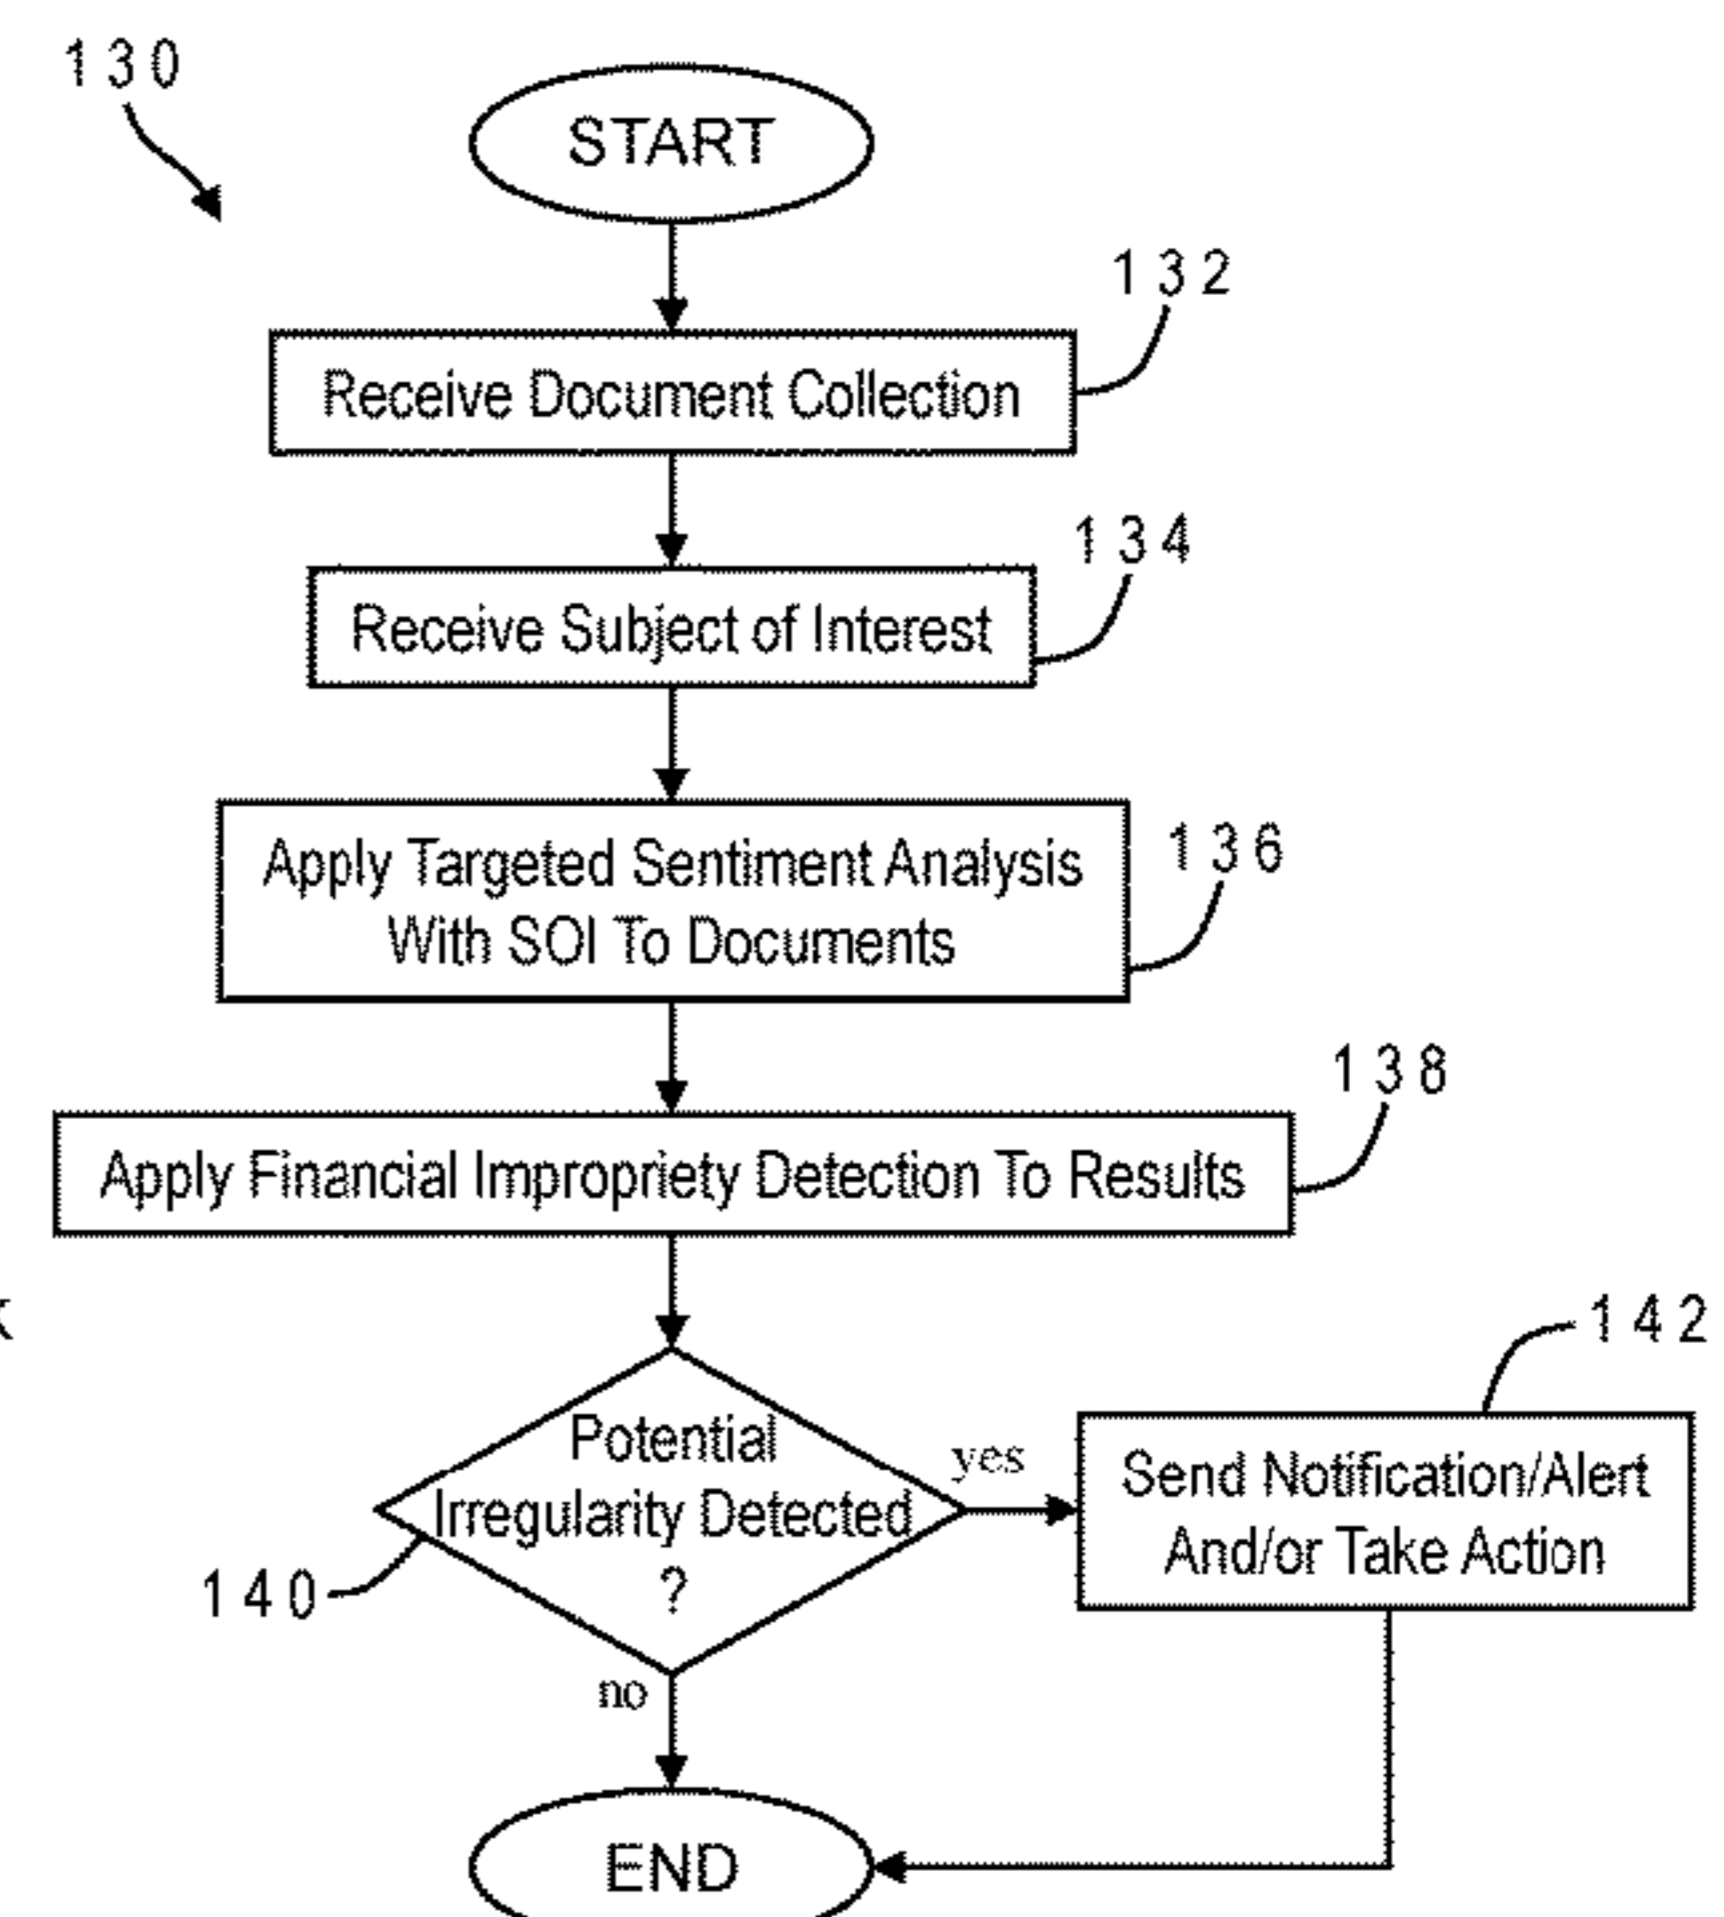 130
START
132
Receive Document Collection
134
Receive Subject of Interest
136
Apply Targeted Sentiment Analysis
With SOI To Documents
138
Apply Financial Impropriety Detection To Results
142
Potential
Irregularity Detected
?
140
yes
Send Notification/Alert
And/or Take Action
no
END